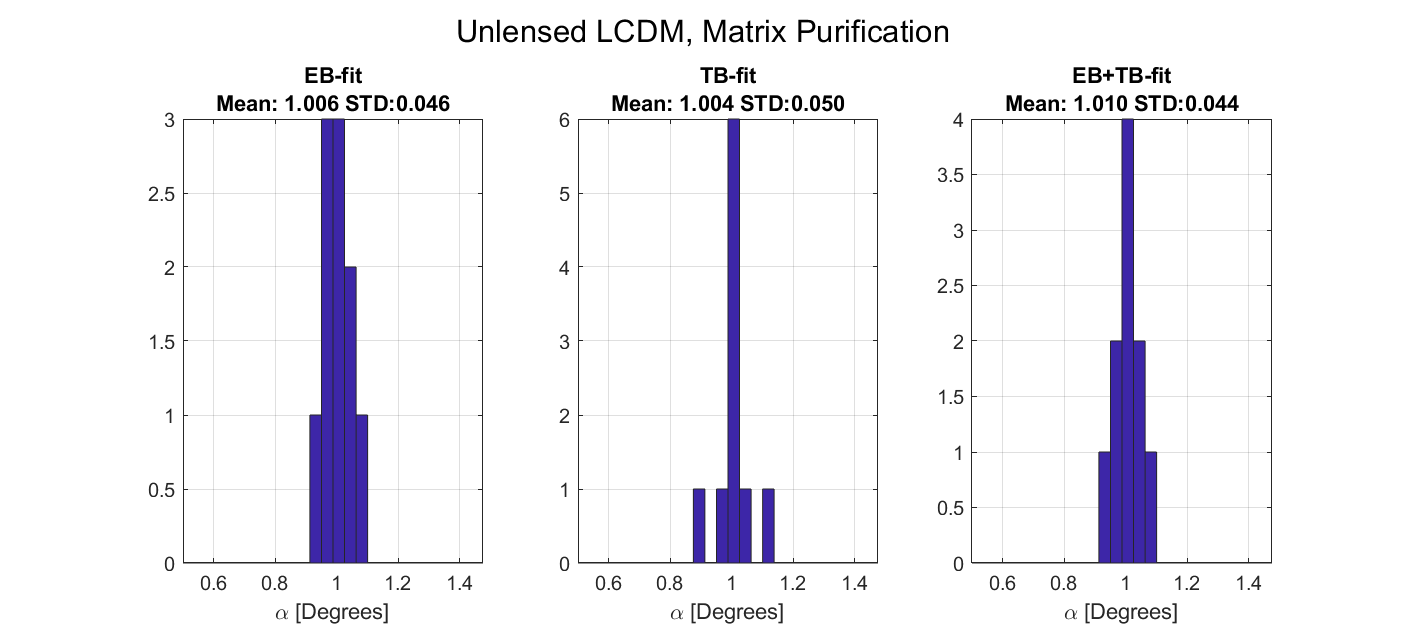 Unlensed LCDM, Matrix Purification
EB-fit
Mean: 1.006 STD:0.046
3
2.5
2
1.5
1
0.5
0
0.6 0.8 1 1.2 1.4
α [Degrees]
TB-fit
Mean: 1.004 STD:0.050
6
5
4
3
2
1
0
0.6 0.8 1 1.2 1.4
α [Degrees]
EB+TB-fit
Mean: 1.010 STD:0.044
4
3.5
3
2.5
2
1.5
1
0.5
0
0.6 0.8 1 1.2 1.4
α [Degrees]